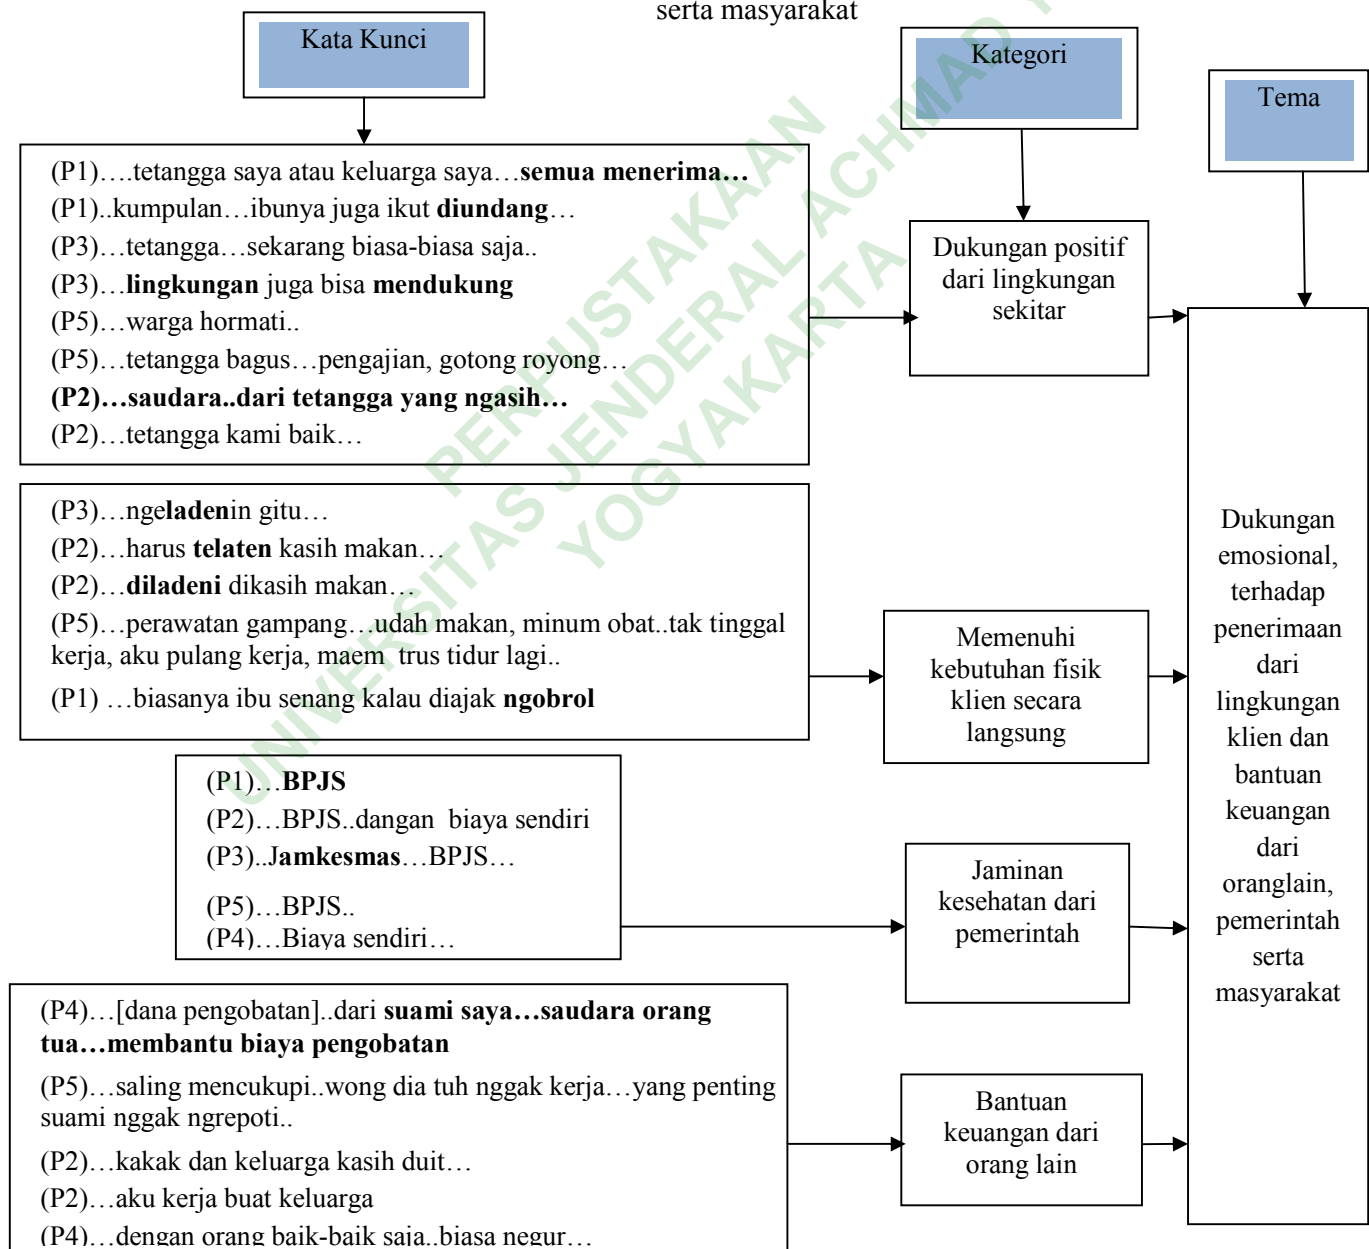 serta masyarakat
Kata Kunci
Kategori
Tema
(P1)….tetangga saya atau keluarga saya…semua menerima…
(P1)..kumpulan…ibunya juga ikut diundang…
(P3)…tetangga…sekarang biasa-biasa saja..
(P3)…lingkungan juga bisa mendukung
(P5)…warga hormati..
(P5)…tetangga bagus…pengajian, gotong royong…
(P2)…saudara..dari tetangga yang ngasih…
(P2)…tetangga kami baik…
Dukungan positif
dari lingkungan
sekitar
(P3)…ngeladenin gitu…
(P2)…harus telaten kasih makan…
(P2)…diladeni dikasih makan…
(P5)…perawatan gampang…udah makan, minum obat..tak tinggal
kerja, aku pulang kerja, maem trus tidur lagi..
(P1) …biasanya ibu senang kalau diajak ngobrol
Memenuhi
kebutuhan fisik
klien secara
langsung
(P1)…BPJS
(P2)…BPJS..dangan biaya sendiri
(P3)..Jamkesmas…BPJS…
(P5)…BPJS..
(P4)…Biaya sendiri…
Jaminan
kesehatan dari
pemerintah
(P4)…[dana pengobatan]..dari suami saya…saudara orang
tua…membantu biaya pengobatan
(P5)…saling mencukupi..wong dia tuh nggak kerja…yang penting
suami nggak ngrepoti..
(P2)…kakak dan keluarga kasih duit…
(P2)…aku kerja buat keluarga
(P4)…dengan orang baik-baik saja..biasa negur…
Bantuan
keuangan dari
orang lain
Dukungan
emosional,
terhadap
penerimaan
dari
lingkungan
klien dan
bantuan
keuangan
dari
oranglain,
pemerintah
serta
masyarakat
PERPUSTAKAAN
UNIVERSITAS JENDERAL ACHMAD
YOGYAKARTA